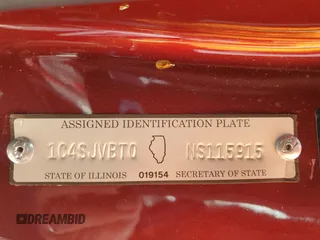 ASSIGNED IDENTIFICATION PLATE
1C4SJVBT0 NS115915
STATE OF ILLINOIS 019154 SECRETARY OF STATE
DREAMBID